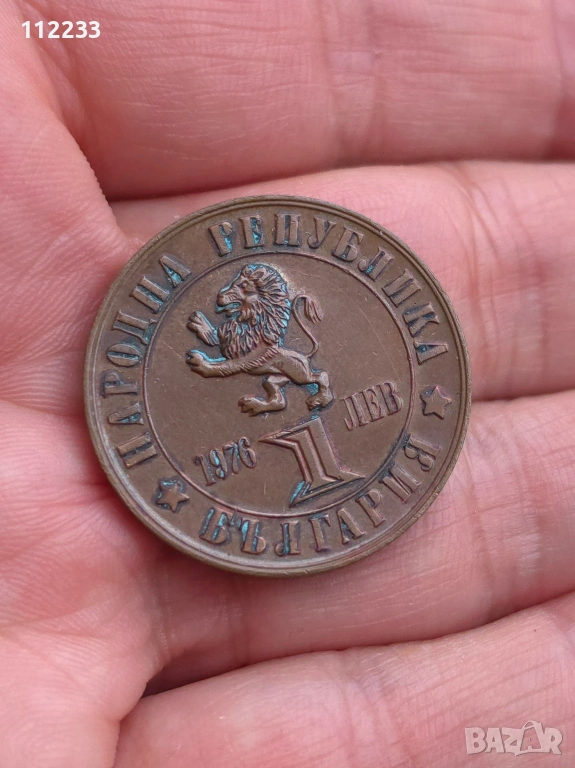 112233
НАРОДНА РЕПУБЛИКА
1976
1
ЛЕВ
БЪЛГАРИЯ
BAZAR